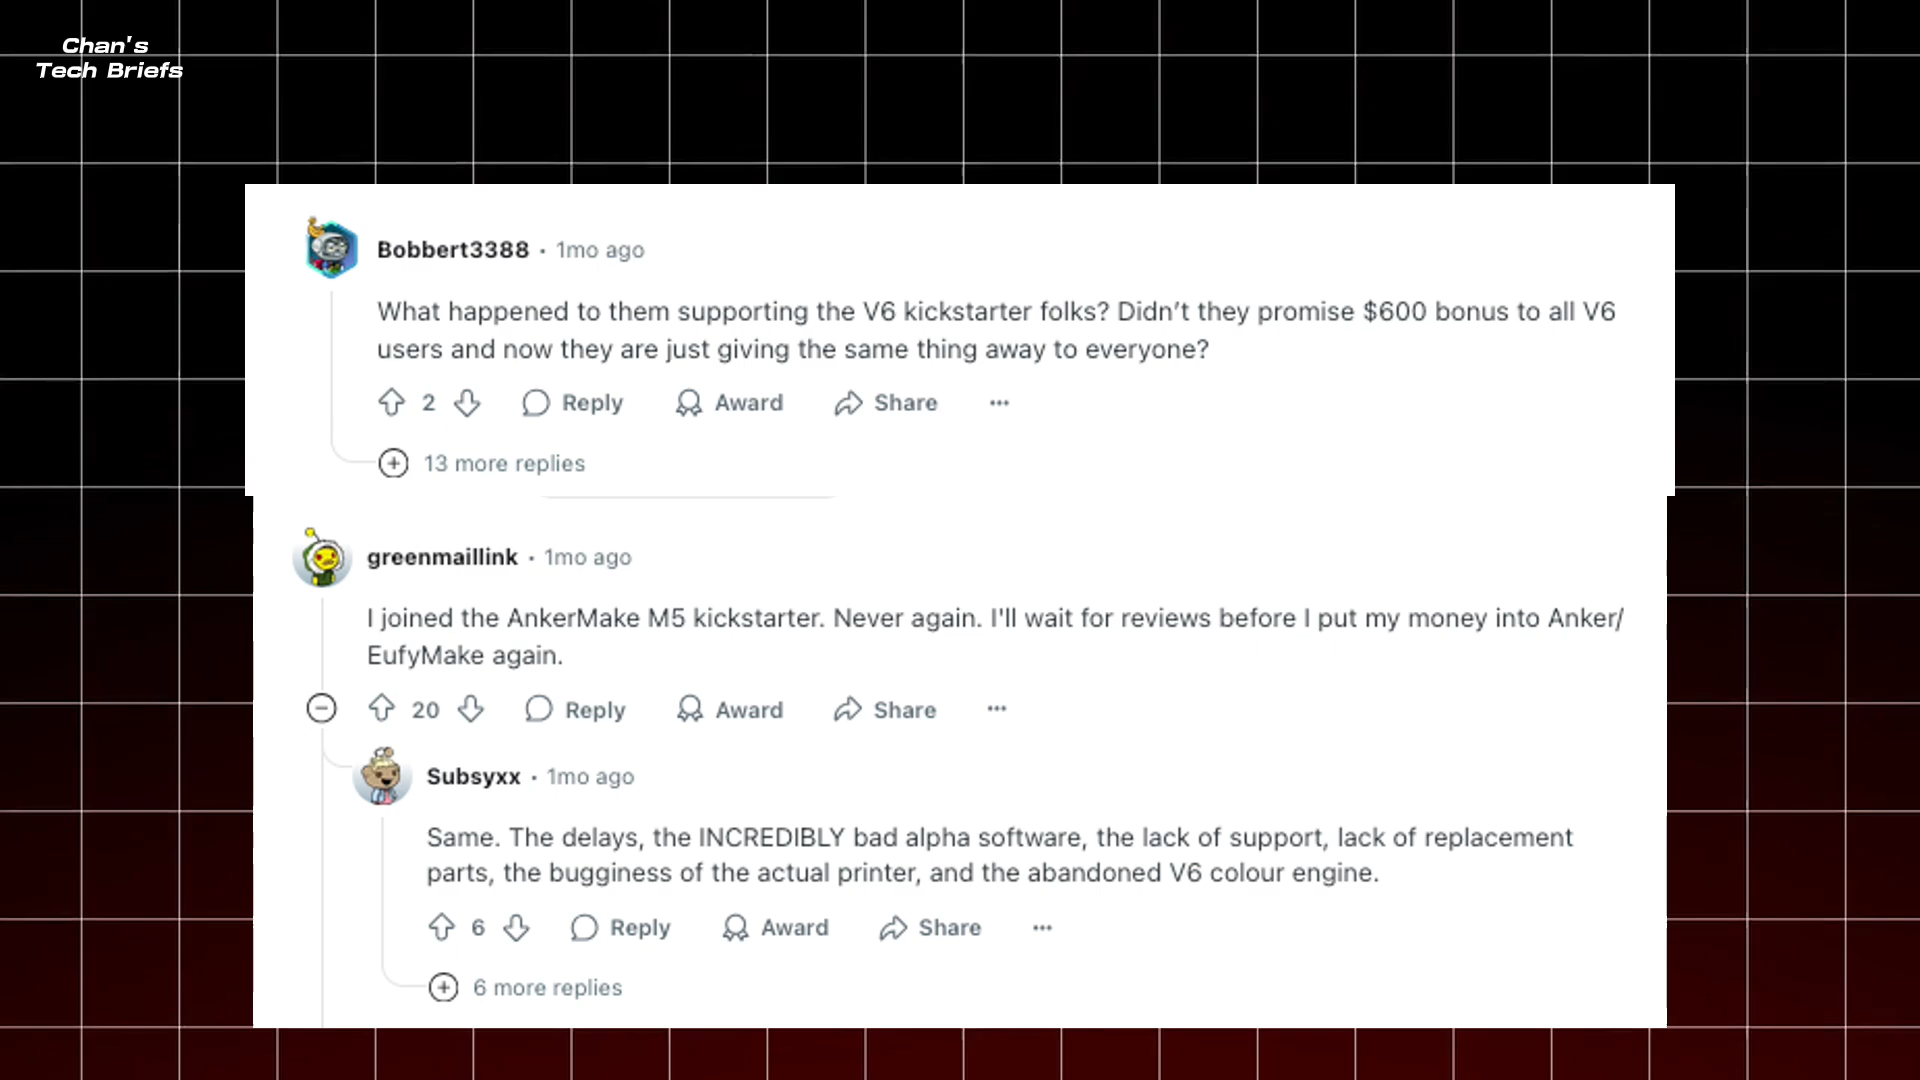 Chan's
Tech Briefs
Bobbert3388 · 1mo ago
What happened to them supporting the V6 kickstarter folks? Didn’t they promise $600 bonus to all V6
users and now they are just giving the same thing away to everyone?
2 Reply Award Share ···
13 more replies
greenmaillink · 1mo ago
I joined the AnkerMake M5 kickstarter. Never again. I'll wait for reviews before I put my money into Anker/
EufyMake again.
20 Reply Award Share ···
Subsyxx · 1mo ago
Same. The delays, the INCREDIBLY bad alpha software, the lack of support, lack of replacement
parts, the bugginess of the actual printer, and the abandoned V6 colour engine.
6 Reply Award Share ···
6 more replies